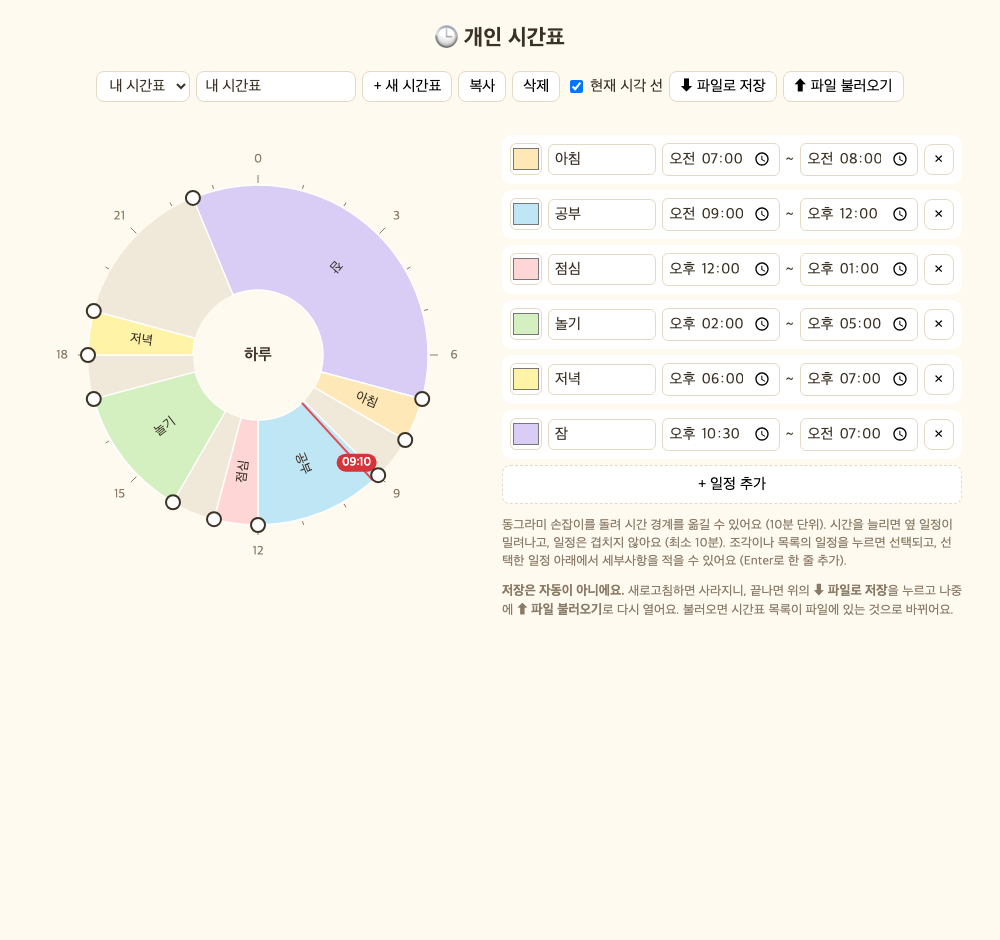 🕒 개인 시간표
내 시간표 내 시간표 + 새 시간표 복사 삭제 현재 시각 선 ⬇ 파일로 저장 ⬆ 파일 불러오기
0
3
6
9
12
15
18
21
잠
아침
공부
점심
놀기
저녁
하루
09:10
아침 오전 07:00 ~ 오전 08:00 ×
공부 오전 09:00 ~ 오후 12:00 ×
점심 오후 12:00 ~ 오후 01:00 ×
놀기 오후 02:00 ~ 오후 05:00 ×
저녁 오후 06:00 ~ 오후 07:00 ×
잠 오후 10:30 ~ 오전 07:00 ×
+ 일정 추가
동그라미 손잡이를 돌려 시간 경계를 옮길 수 있어요 (10분 단위). 시간을 늘리면 옆 일정이
밀려나고, 일정은 겹치지 않아요 (최소 10분). 조각이나 목록의 일정을 누르면 선택되고, 선
택한 일정 아래에서 세부사항을 적을 수 있어요 (Enter로 한 줄 추가).
저장은 자동이 아니에요. 새로고침하면 사라지니, 끝나면 위의 ⬇ 파일로 저장을 누르고 나중
에 ⬆ 파일 불러오기로 다시 열어요. 불러오면 시간표 목록이 파일에 있는 것으로 바뀌어요.